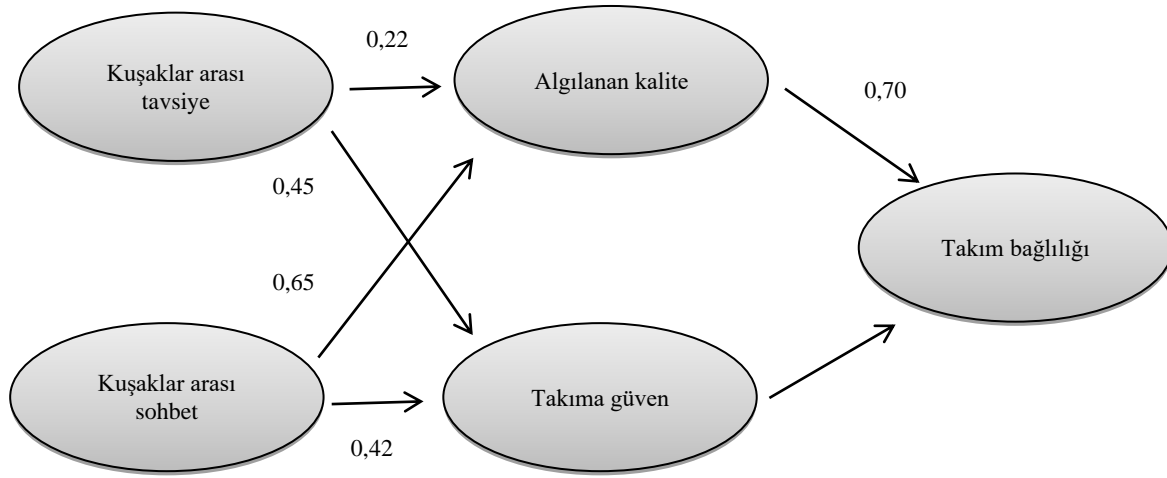 0,22
Kuşaklar arası
tavsiye
Algılanan kalite
0,70
0,45
Takım bağlılığı
0,65
Kuşaklar arası
sohbet
Takıma güven
0,42